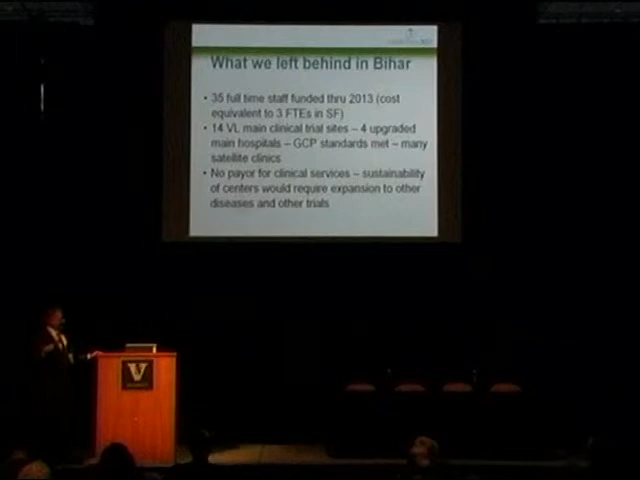 What we left behind in Bihar
• 35 full time staff funded thru 2013 (cost
equivalent to 3 FTEs in SF)
• 14 VL main clinical trial sites – 4 upgraded
main hospitals – GCP standards met – many
satellite clinics
• No payor for clinical services – sustainability
of centers would require expansion to other
diseases and other trials
V